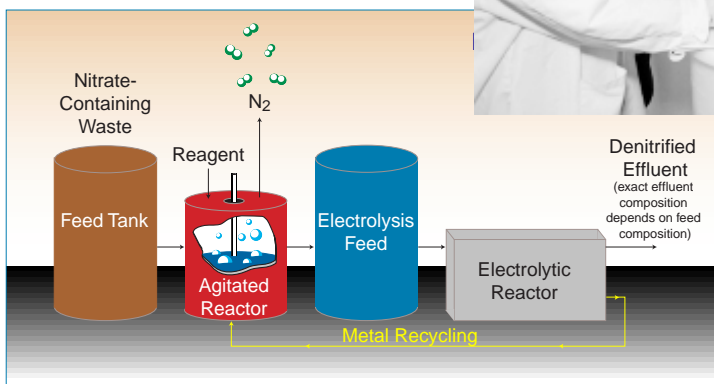 Nitrate-
Containing
Waste
N2
Reagent
Denitrified
Effluent
(exact effluent
composition
depends on feed
composition)
Feed Tank
Agitated
Reactor
Electrolysis
Feed
Electrolytic
Reactor
Metal Recycling